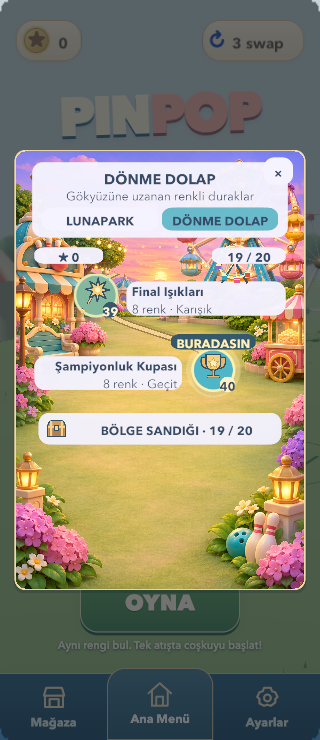 0
3 swap
PINPOP
DÖNME DOLAP
×
Gökyüzüne uzanan renkli duraklar
LUNAPARK
DÖNME DOLAP
★ 0
19 / 20
Final Işıkları
39
8 renk · Karışık
BURADASIN
Şampiyonluk Kupası
8 renk · Geçit
40
BÖLGE SANDIĞI · 19 / 20
OYNA
Aynı rengi bul. Tek atışta coşkuyu başlat!
Mağaza
Ana Menü
Ayarlar